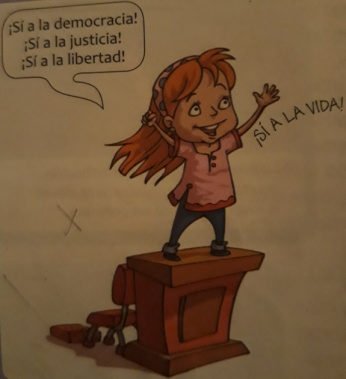 ¡Sí a la democracia!
¡Sí a la justicia!
¡Sí a la libertad!
¡SÍ A LA VIDA!